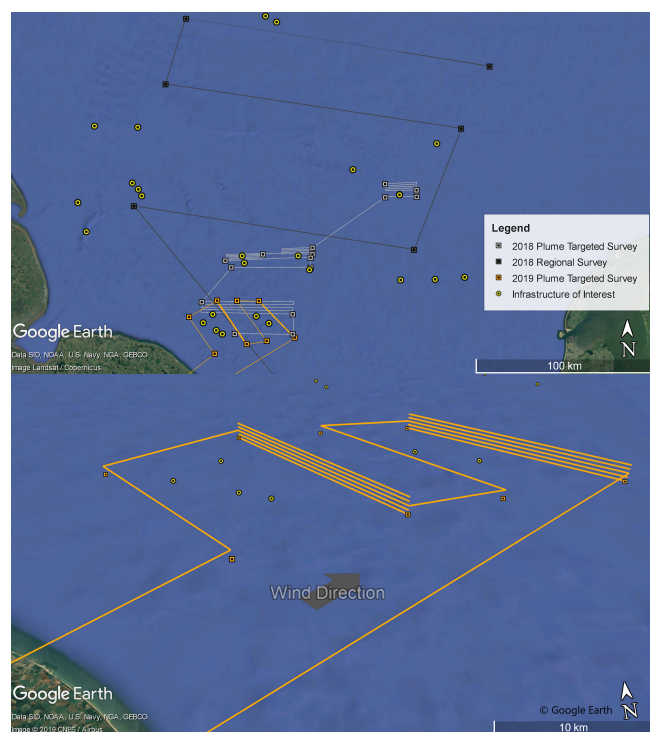 Legend
2018 Plume Targeted Survey
2018 Regional Survey
2019 Plume Targeted Survey
Infrastructure of Interest
Google Earth
Data SIO, NOAA, U.S. Navy, NGA, GEBCO
Image Landsat / Copernicus
N
100 km
Wind Direction
Google Earth
Data SIO, NOAA, U.S. Navy, NGA, GEBCO
Image © 2019 CNES / Airbus
© Google Earth
N
10 km